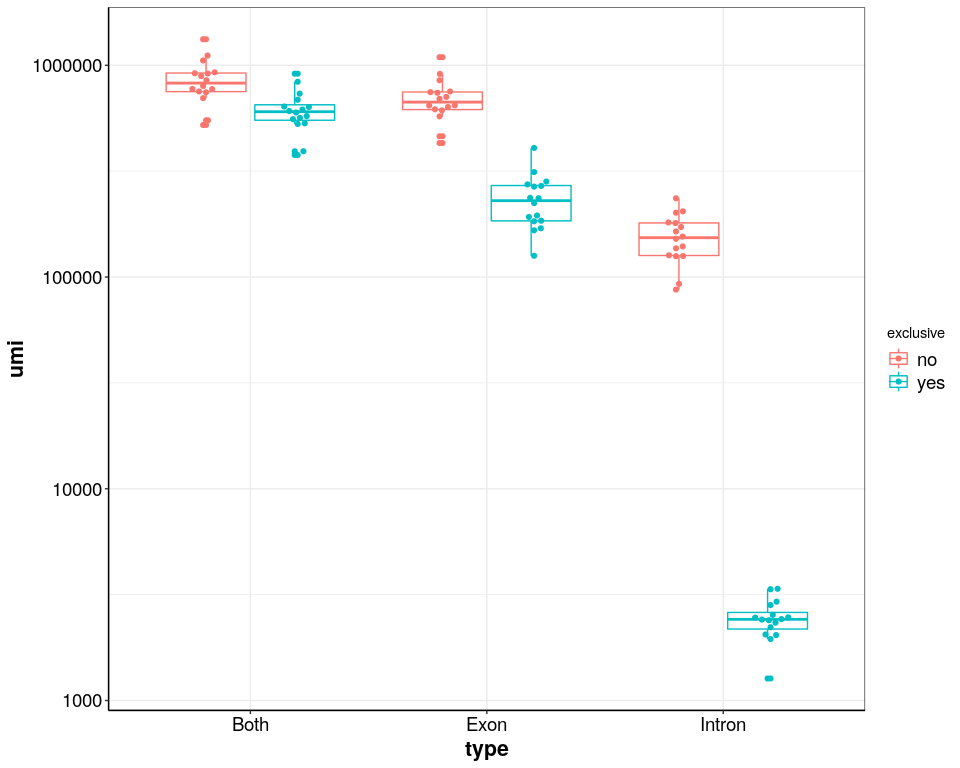 1000000
100000
10000
1000
umi
Both
Exon
Intron
type
exclusive
no
yes